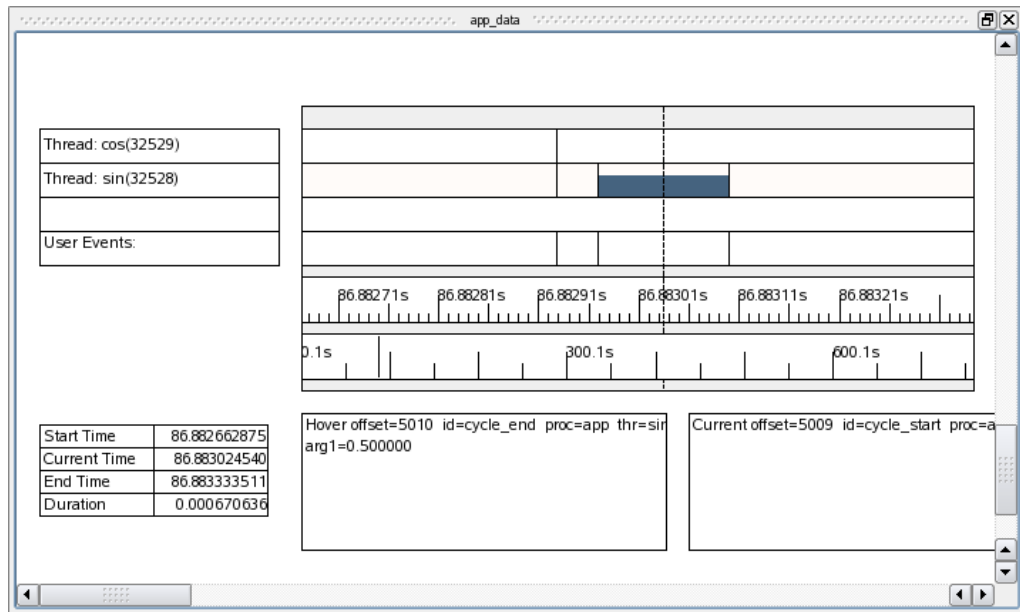 app_data
Thread: cos(32529)
Thread: sin(32528)
User Events:
86.88271s 86.88281s 86.88291s 86.88301s 86.88311s 86.88321s
0.1s 300.1s 600.1s
Hover offset=5010 id=cycle_end proc=app thr=sin
arg1=0.500000
Current offset=5009 id=cycle_start proc=a
Start Time 86.882662875
Current Time 86.883024540
End Time 86.883333511
Duration 0.000670636